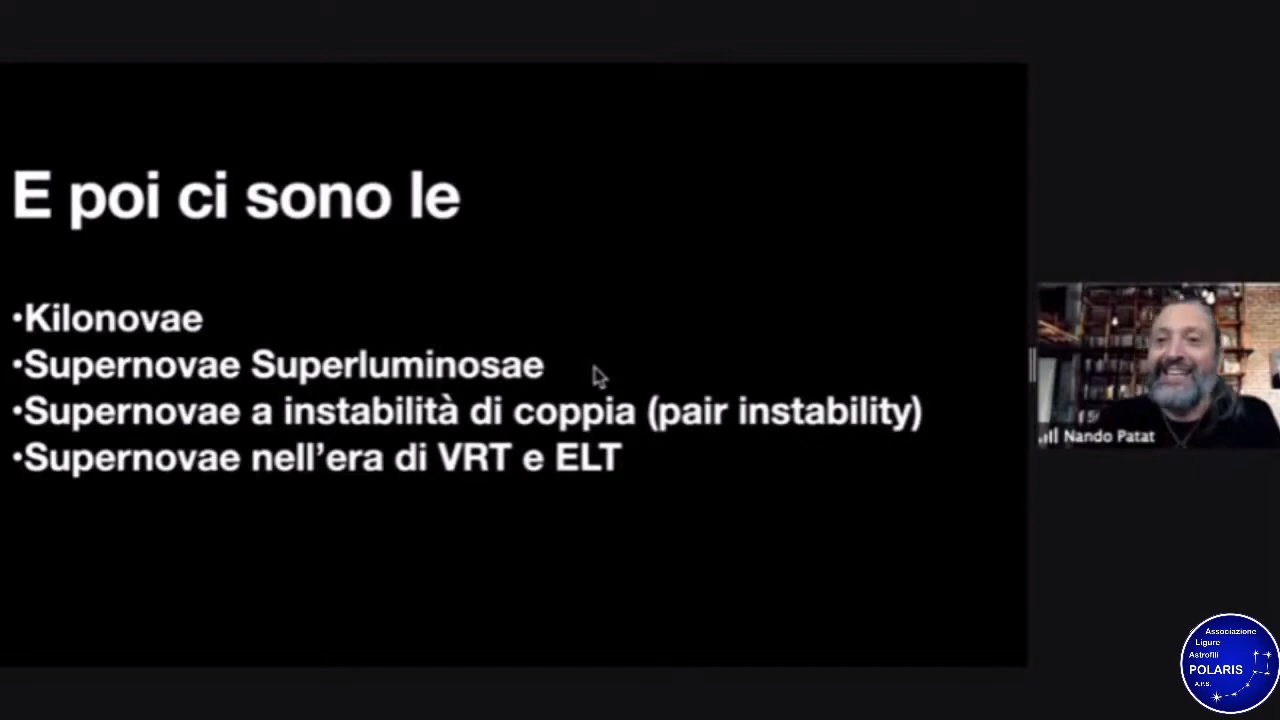 E poi ci sono le
•Kilonovae
•Supernovae Superluminosae
•Supernovae a instabilità di coppia (pair instability)
•Supernovae nell’era di VRT e ELT
Nando Patat
Associazione
Ligure
Astrofili
POLARIS
A.P.S.